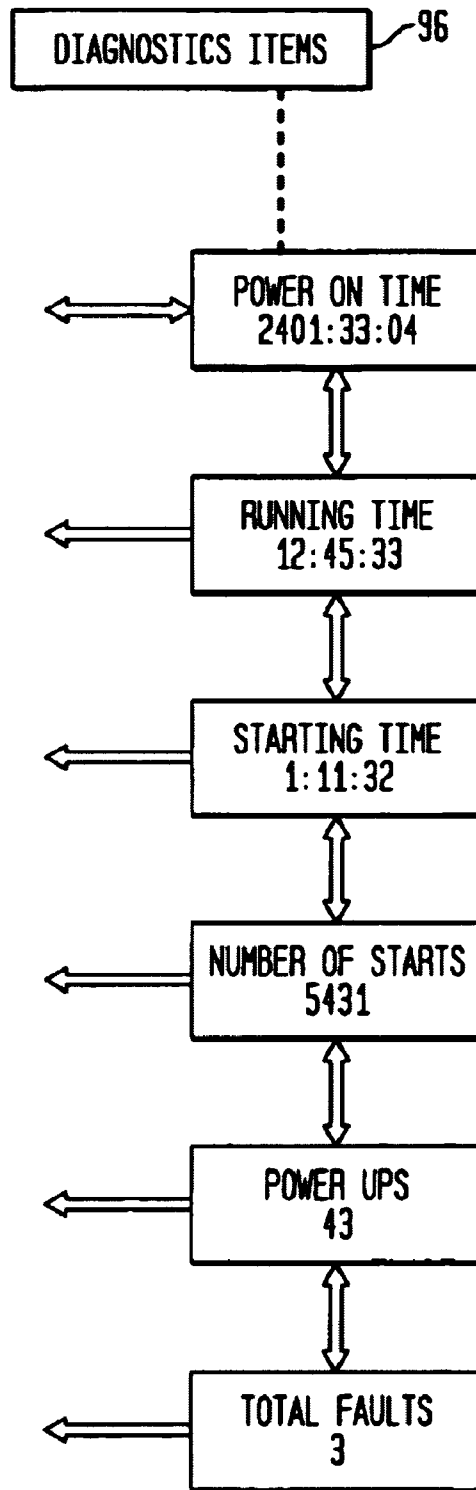 DIAGNOSTICS ITEMS
96
POWER ON TIME
2401:33:04
RUNNING TIME
12:45:33
STARTING TIME
1:11:32
NUMBER OF STARTS
5431
POWER UPS
43
TOTAL FAULTS
3